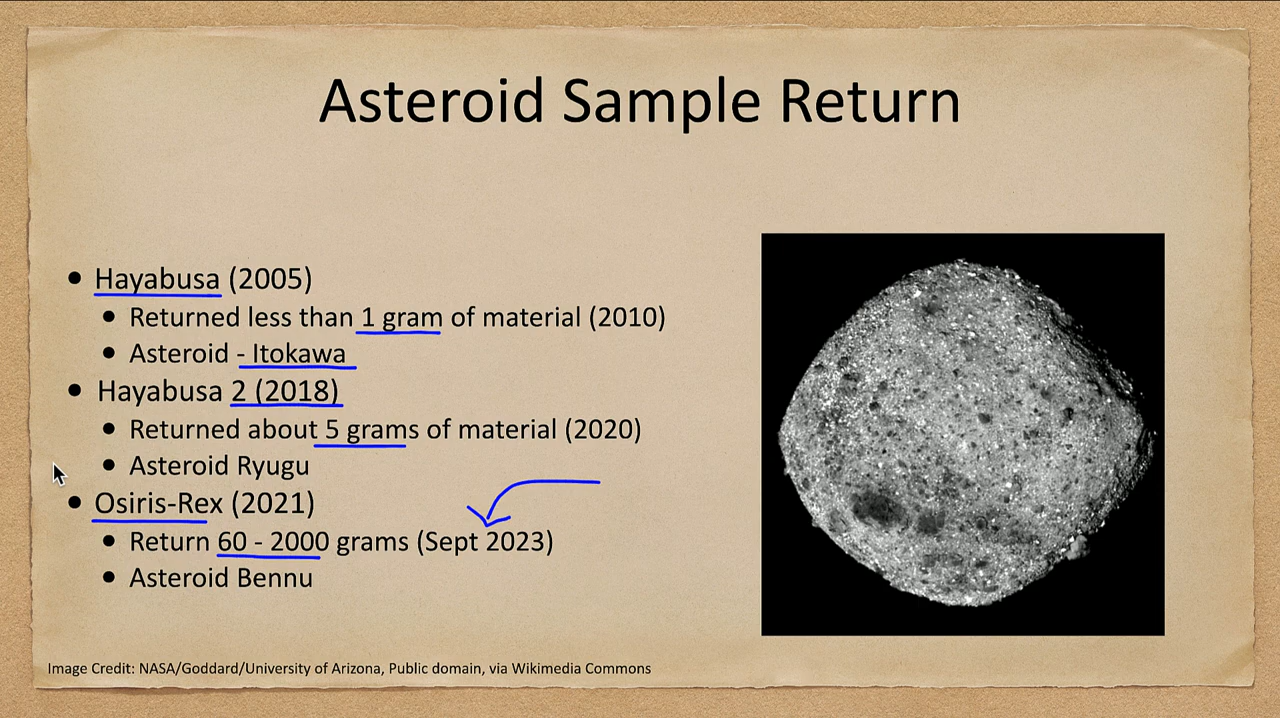 Asteroid Sample Return
• Hayabusa (2005)
• Returned less than 1 gram of material (2010)
• Asteroid - Itokawa
• Hayabusa 2 (2018)
• Returned about 5 grams of material (2020)
• Asteroid Ryugu
• Osiris-Rex (2021)
• Return 60 - 2000 grams (Sept 2023)
• Asteroid Bennu
Image Credit: NASA/Goddard/University of Arizona, Public domain, via Wikimedia Commons